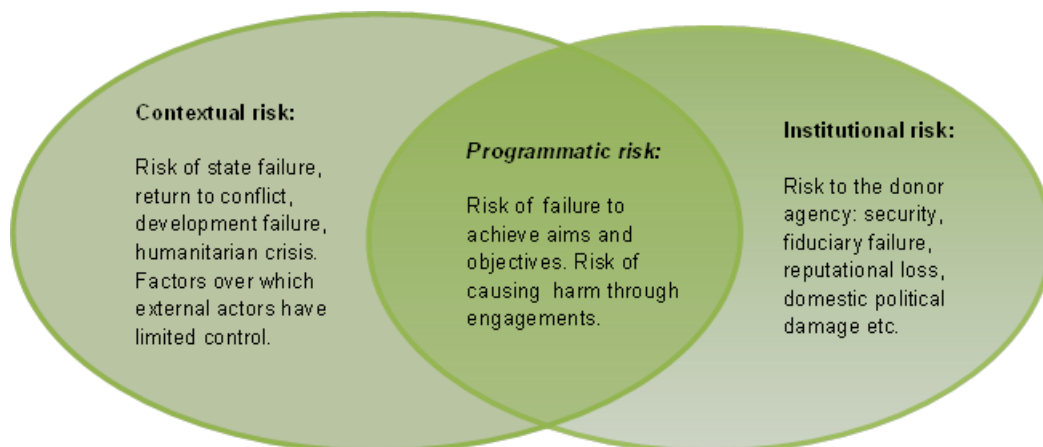 Contextual risk:
Risk of state failure,
return to conflict,
development failure,
humanitarian crisis.
Factors over which
external actors have
limited control.
Programmatic risk:
Risk of failure to
achieve aims and
objectives. Risk of
causing harm through
engagements.
Institutional risk:
Risk to the donor
agency: security,
fiduciary failure,
reputational loss,
domestic political
damage etc.